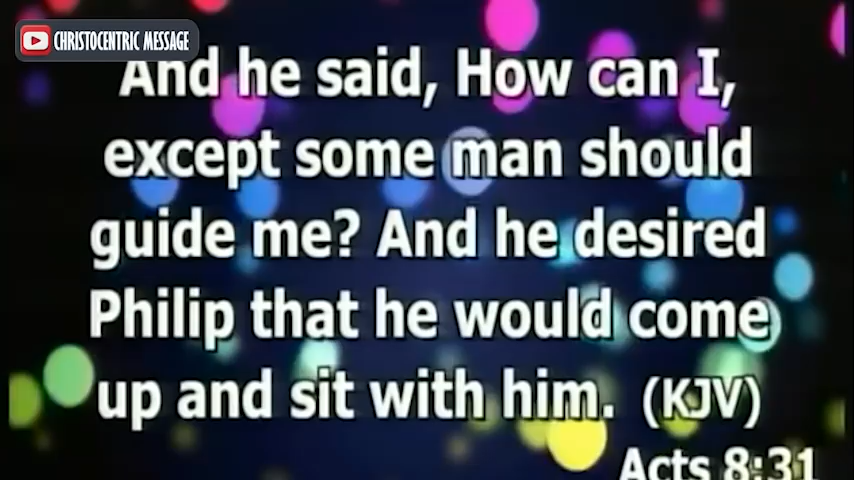 CHRISTOCENTRIC MESSAGE
And he said, How can I,
except some man should
guide me? And he desired
Philip that he would come
up and sit with him. (KJV)
Acts 8:31